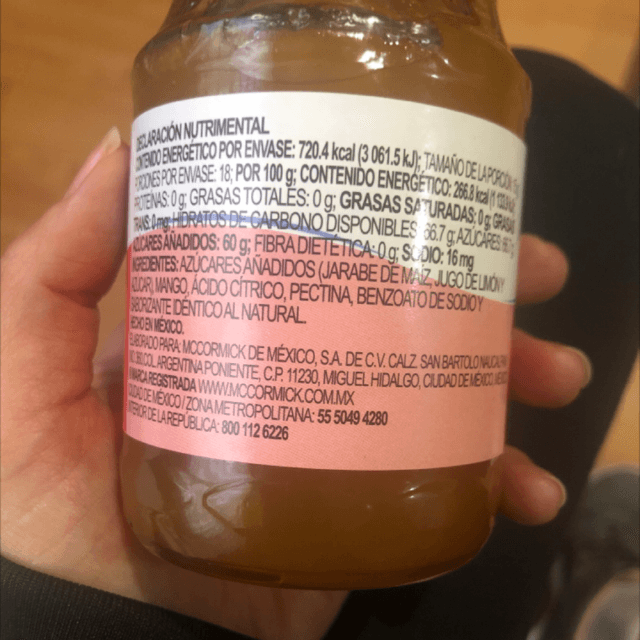 DECLARACIÓN NUTRIMENTAL
CONTENIDO ENERGÉTICO POR ENVASE: 720.4 kcal (3 061.5 kJ); TAMAÑO DE LA PORCIÓN:
PORCIONES POR ENVASE: 18; POR 100 g; CONTENIDO ENERGÉTICO: 266.8 kcal
PROTEÍNAS: 0 g; GRASAS TOTALES: 0 g; GRASAS SATURADAS: 0 g; GRASAS
TRANS: 0 mg; HIDRATOS DE CARBONO DISPONIBLES: 66.7 g; AZÚCARES:
AZÚCARES AÑADIDOS: 60 g; FIBRA DIETÉTICA: 0 g; SODIO: 16 mg
INGREDIENTES: AZÚCARES AÑADIDOS (JARABE DE MAÍZ, JUGO DE LIMÓN Y
AZÚCAR), MANGO, ÁCIDO CÍTRICO, PECTINA, BENZOATO DE SODIO Y
SABORIZANTE IDÉNTICO AL NATURAL.
HECHO EN MÉXICO.
ELABORADO PARA: MCCORMICK DE MÉXICO, S.A. DE C.V. CALZ. SAN BARTOLO NAUCALPAN
COL. ARGENTINA PONIENTE, C.P. 11230, MIGUEL HIDALGO, CIUDAD DE MÉXICO, MÉXICO
MARCA REGISTRADA WWW.MCCORMICK.COM.MX
CIUDAD DE MÉXICO / ZONA METROPOLITANA: 55 5049 4280
INTERIOR DE LA REPÚBLICA: 800 112 6226